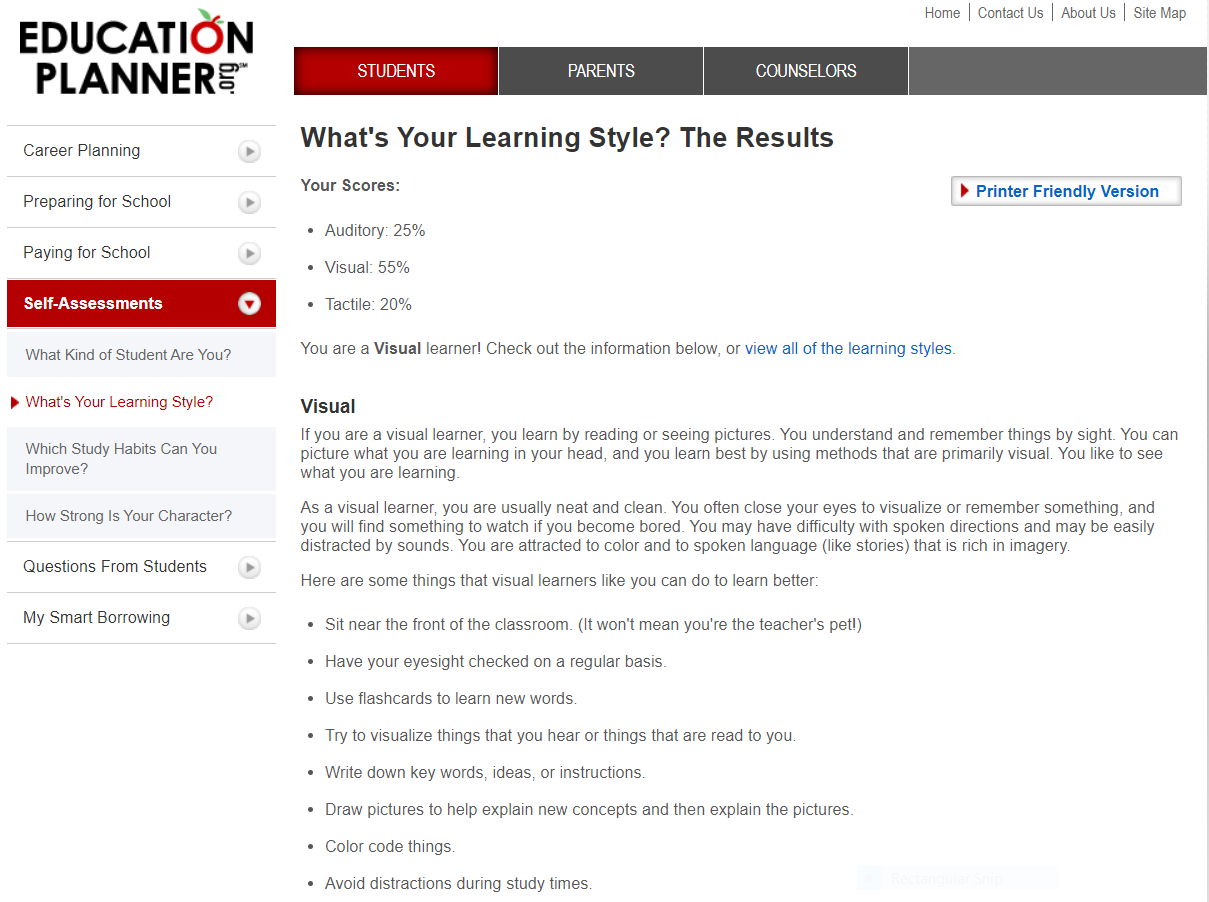 EDUCATION
PLANNER.org℠
Home | Contact Us | About Us | Site Map
STUDENTS PARENTS COUNSELORS
Career Planning
Preparing for School
Paying for School
Self-Assessments
What Kind of Student Are You?
What's Your Learning Style?
Which Study Habits Can You
Improve?
How Strong Is Your Character?
Questions From Students
My Smart Borrowing
What's Your Learning Style? The Results
Your Scores:
Printer Friendly Version
• Auditory: 25%
• Visual: 55%
• Tactile: 20%
You are a Visual learner! Check out the information below, or view all of the learning styles.
Visual
If you are a visual learner, you learn by reading or seeing pictures. You understand and remember things by sight. You can
picture what you are learning in your head, and you learn best by using methods that are primarily visual. You like to see
what you are learning.
As a visual learner, you are usually neat and clean. You often close your eyes to visualize or remember something, and
you will find something to watch if you become bored. You may have difficulty with spoken directions and may be easily
distracted by sounds. You are attracted to color and to spoken language (like stories) that is rich in imagery.
Here are some things that visual learners like you can do to learn better:
• Sit near the front of the classroom. (It won't mean you're the teacher's pet!)
• Have your eyesight checked on a regular basis.
• Use flashcards to learn new words.
• Try to visualize things that you hear or things that are read to you.
• Write down key words, ideas, or instructions.
• Draw pictures to help explain new concepts and then explain the pictures.
• Color code things.
• Avoid distractions during study times.
Rectangular Snip